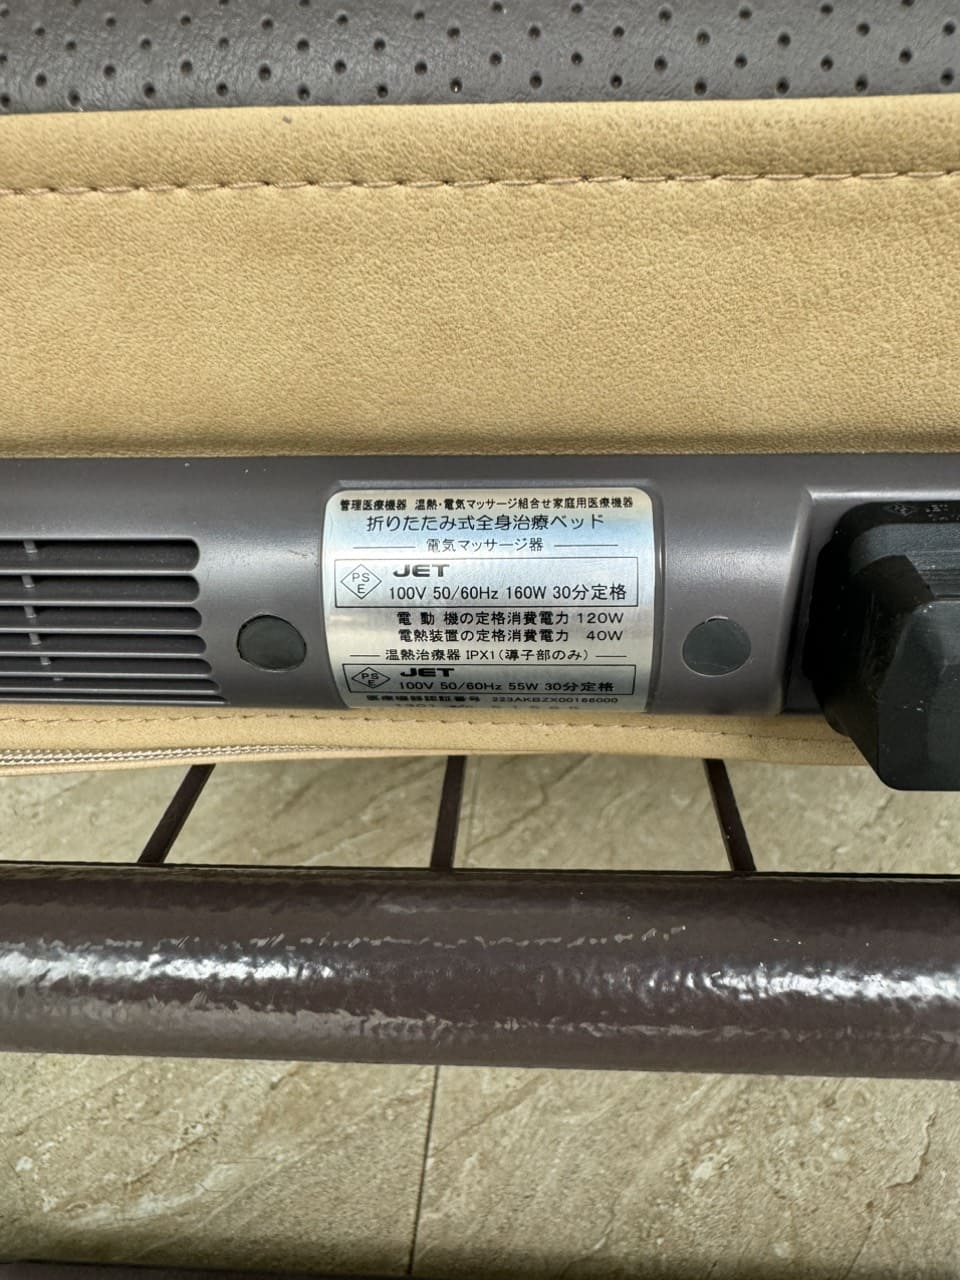 管理医療機器 温熱・電気マッサージ組合せ家庭用医療機器
折りたたみ式全身治療ベッド
電気マッサージ器
PS E JET
100V 50/60Hz 160W 30分定格
電動機の定格消費電力 120W
電熱装置の定格消費電力 40W
温熱治療器 IPX1(導子部のみ)
PS E JET
100V 50/60Hz 55W 30分定格
医療機器認証番号 223AKBZX00168000